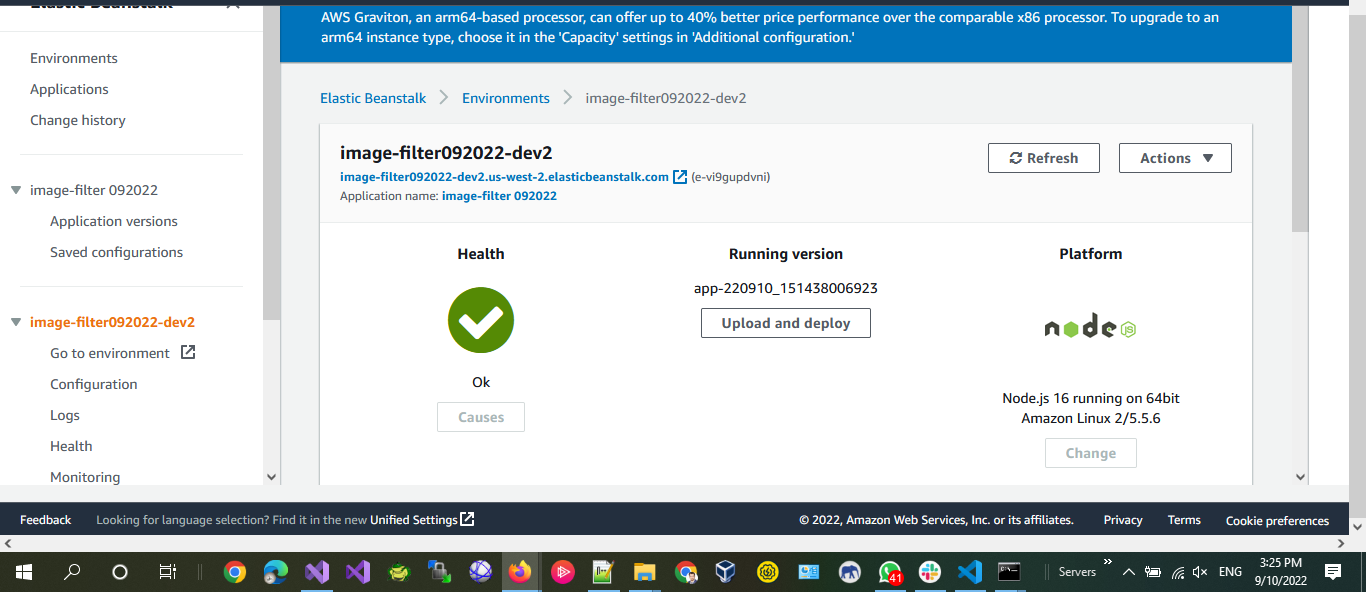 Elastic Beanstalk
AWS Graviton, an arm64-based processor, can offer up to 40% better price performance over the comparable x86 processor. To upgrade to an
arm64 instance type, choose it in the 'Capacity' settings in 'Additional configuration.'
Environments
Applications
Change history
image-filter 092022
Application versions
Saved configurations
image-filter092022-dev2
Go to environment
Configuration
Logs
Health
Monitoring
Elastic Beanstalk
Environments
image-filter092022-dev2
image-filter092022-dev2
image-filter092022-dev2.us-west-2.elasticbeanstalk.com (e-vi9gupdvni)
Application name: image-filter 092022
Refresh
Actions
Health
Ok
Causes
Running version
app-220910_151438006923
Upload and deploy
Platform
node
JS
Node.js 16 running on 64bit
Amazon Linux 2/5.5.6
Change
Feedback
Looking for language selection? Find it in the new Unified Settings
© 2022, Amazon Web Services, Inc. or its affiliates.
Privacy
Terms
Cookie preferences
41
Servers
ENG
3:25 PM
9/10/2022